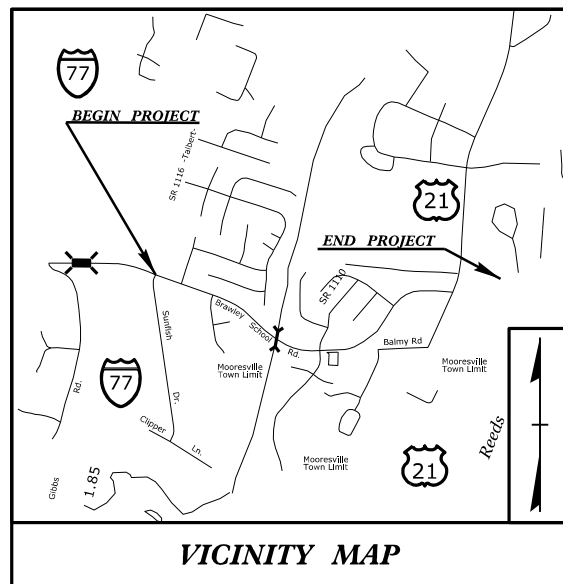 77
BEGIN PROJECT
SR 1116 -Talbert-
21
END PROJECT
SR 1110
Brawley
School
Rd.
Sunfish
Dr.
Balmy Rd
Mooresville
Town Limit
Mooresville
Town Limit
77
Rd.
Clipper
Ln.
Reeds
Mooresville
Town Limit
21
Gibbs
1.85
VICINITY MAP